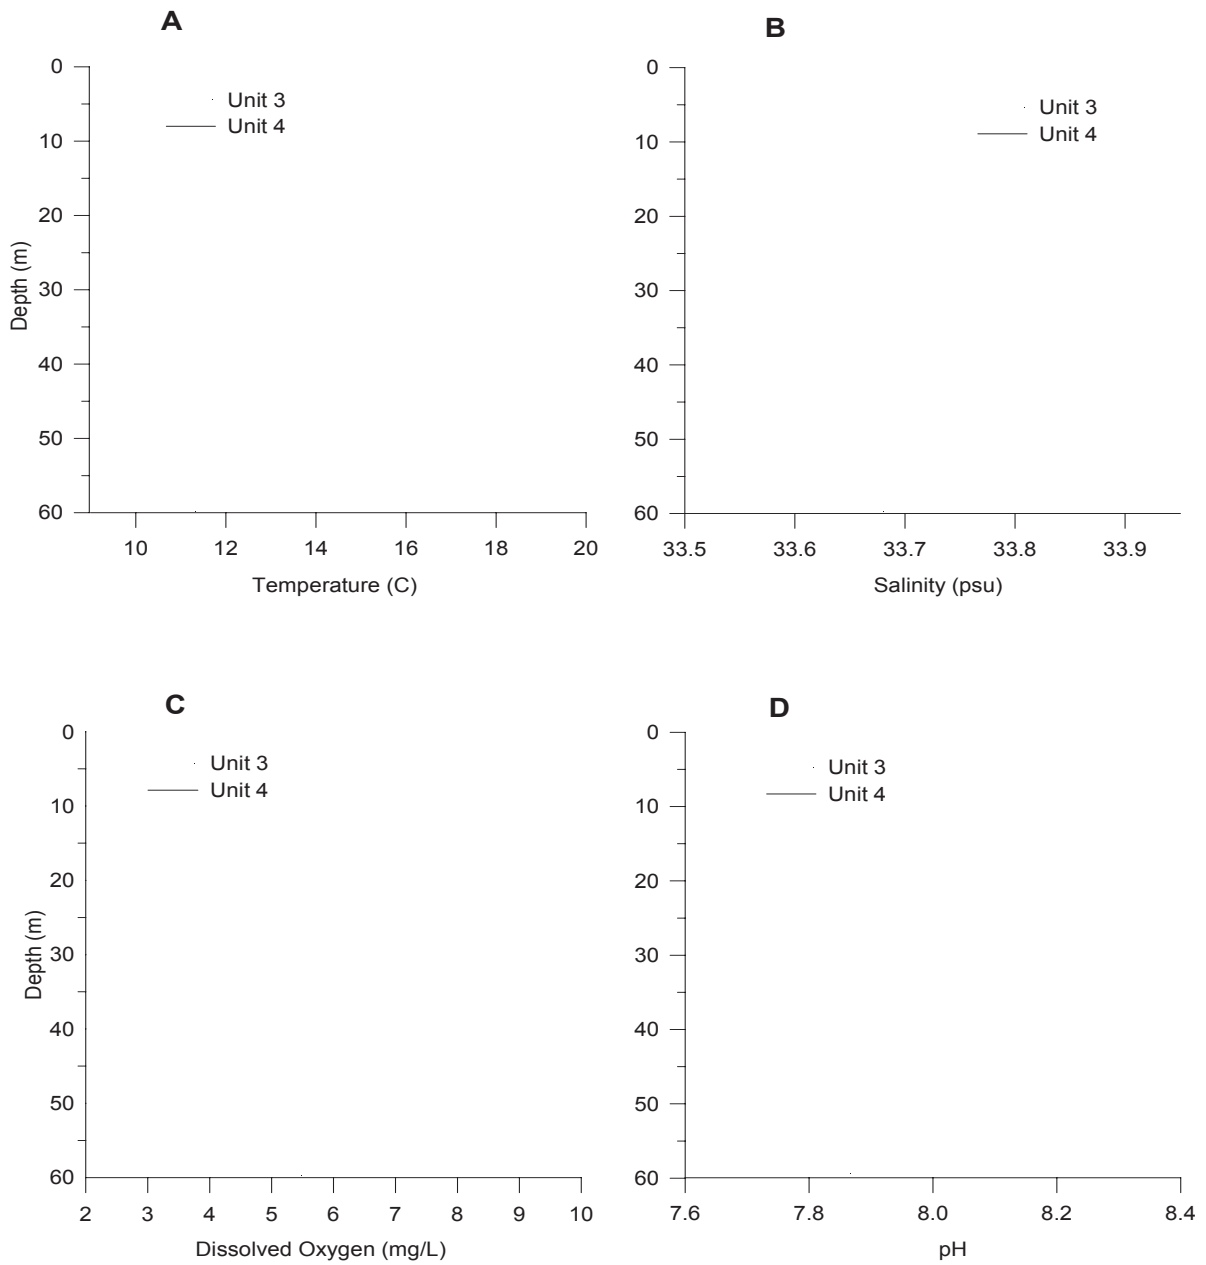 A
0
10
20
30
40
50
60
Depth (m)
Unit 3
Unit 4
10 12 14 16 18 20
Temperature (C)
B
0
10
20
30
40
50
60
Unit 3
Unit 4
33.5 33.6 33.7 33.8 33.9
Salinity (psu)
C
0
10
20
30
40
50
60
Depth (m)
Unit 3
Unit 4
2 3 4 5 6 7 8 9 10
Dissolved Oxygen (mg/L)
D
0
10
20
30
40
50
60
Unit 3
Unit 4
7.6 7.8 8.0 8.2 8.4
pH